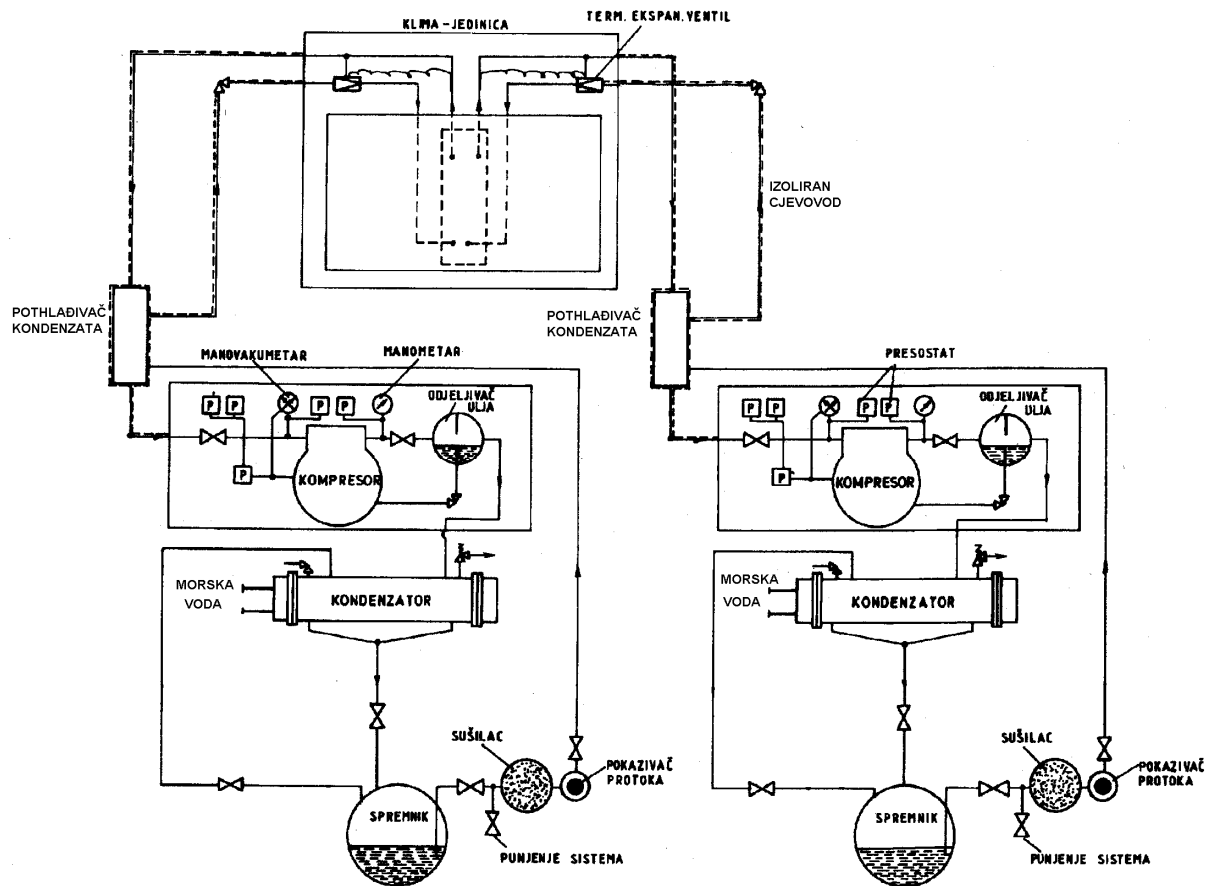 KLIMA-JEDINICA
TERM. EKSPAN. VENTIL
IZOLIRAN
CJEVOVOD
POTHLAĐIVAČ
KONDENZATA
POTHLAĐIVAČ
KONDENZATA
MANOVAKUMETAR
MANOMETAR
PRESOSTAT
P
P
P
P
ODJELJIVAČ
ULJA
P
KOMPRESOR
P
P
P
P
ODJELJIVAČ
ULJA
P
KOMPRESOR
MORSKA
VODA
KONDENZATOR
MORSKA
VODA
KONDENZATOR
SUŠILAC
POKAZIVAČ
PROTOKA
SPREMNIK
PUNJENJE SISTEMA
SUŠILAC
POKAZIVAČ
PROTOKA
SPREMNIK
PUNJENJE SISTEMA